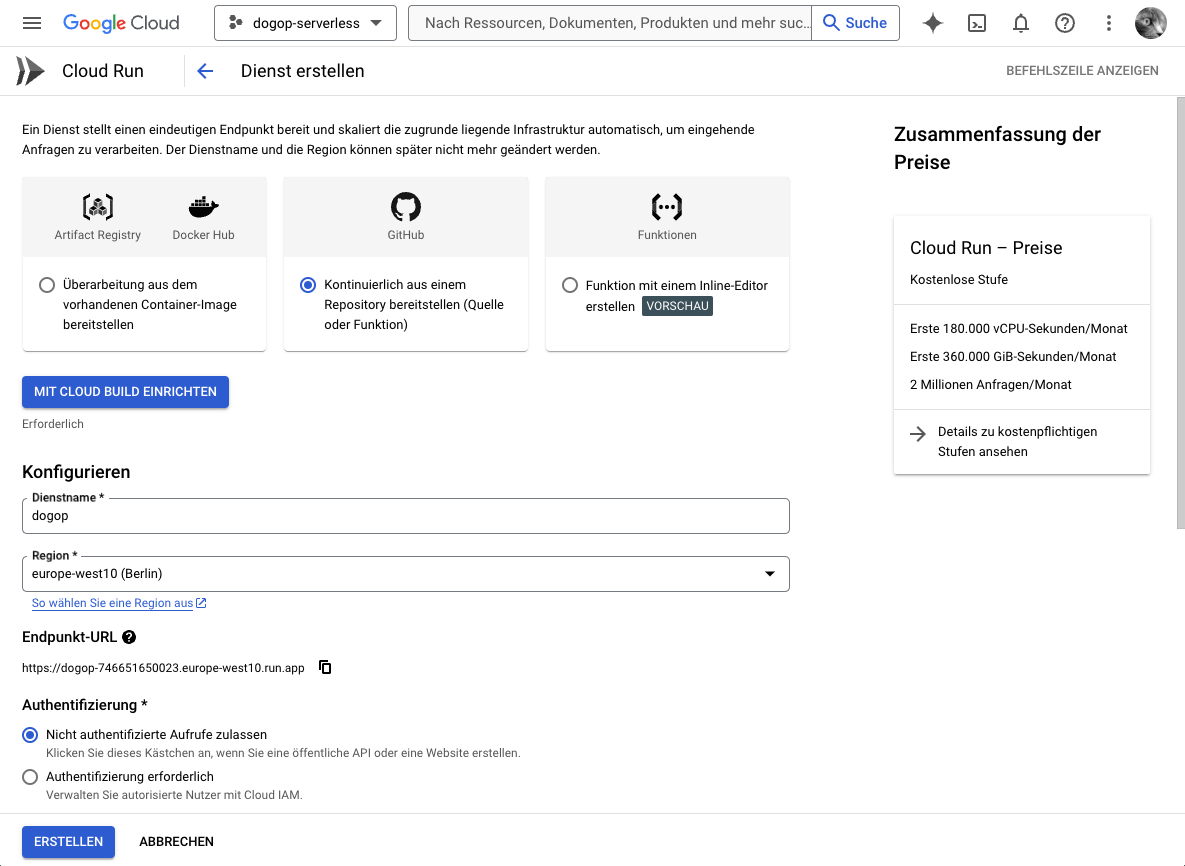 Google Cloud
dogop-serverless
Nach Ressourcen, Dokumenten, Produkten und mehr suc...
Suche
Cloud Run
Dienst erstellen
BEFEHLSZEILE ANZEIGEN
Ein Dienst stellt einen eindeutigen Endpunkt bereit und skaliert die zugrunde liegende Infrastruktur automatisch, um eingehende
Anfragen zu verarbeiten. Der Dienstname und die Region können später nicht mehr geändert werden.
Artifact Registry
Docker Hub
Überarbeitung aus dem
vorhandenen Container-Image
bereitstellen
GitHub
Kontinuierlich aus einem
Repository bereitstellen (Quelle
oder Funktion)
Funktionen
Funktion mit einem Inline-Editor
erstellen VORSCHAU
MIT CLOUD BUILD EINRICHTEN
Erforderlich
Konfigurieren
Dienstname *
dogop
Region *
europe-west10 (Berlin)
So wählen Sie eine Region aus
Endpunkt-URL
https://dogop-746651650023.europe-west10.run.app
Authentifizierung *
Nicht authentifizierte Aufrufe zulassen
Klicken Sie dieses Kästchen an, wenn Sie eine öffentliche API oder eine Website erstellen.
Authentifizierung erforderlich
Verwalten Sie autorisierte Nutzer mit Cloud IAM.
ERSTELLEN
ABBRECHEN
Zusammenfassung der
Preise
Cloud Run – Preise
Kostenlose Stufe
Erste 180.000 vCPU-Sekunden/Monat
Erste 360.000 GiB-Sekunden/Monat
2 Millionen Anfragen/Monat
Details zu kostenpflichtigen
Stufen ansehen